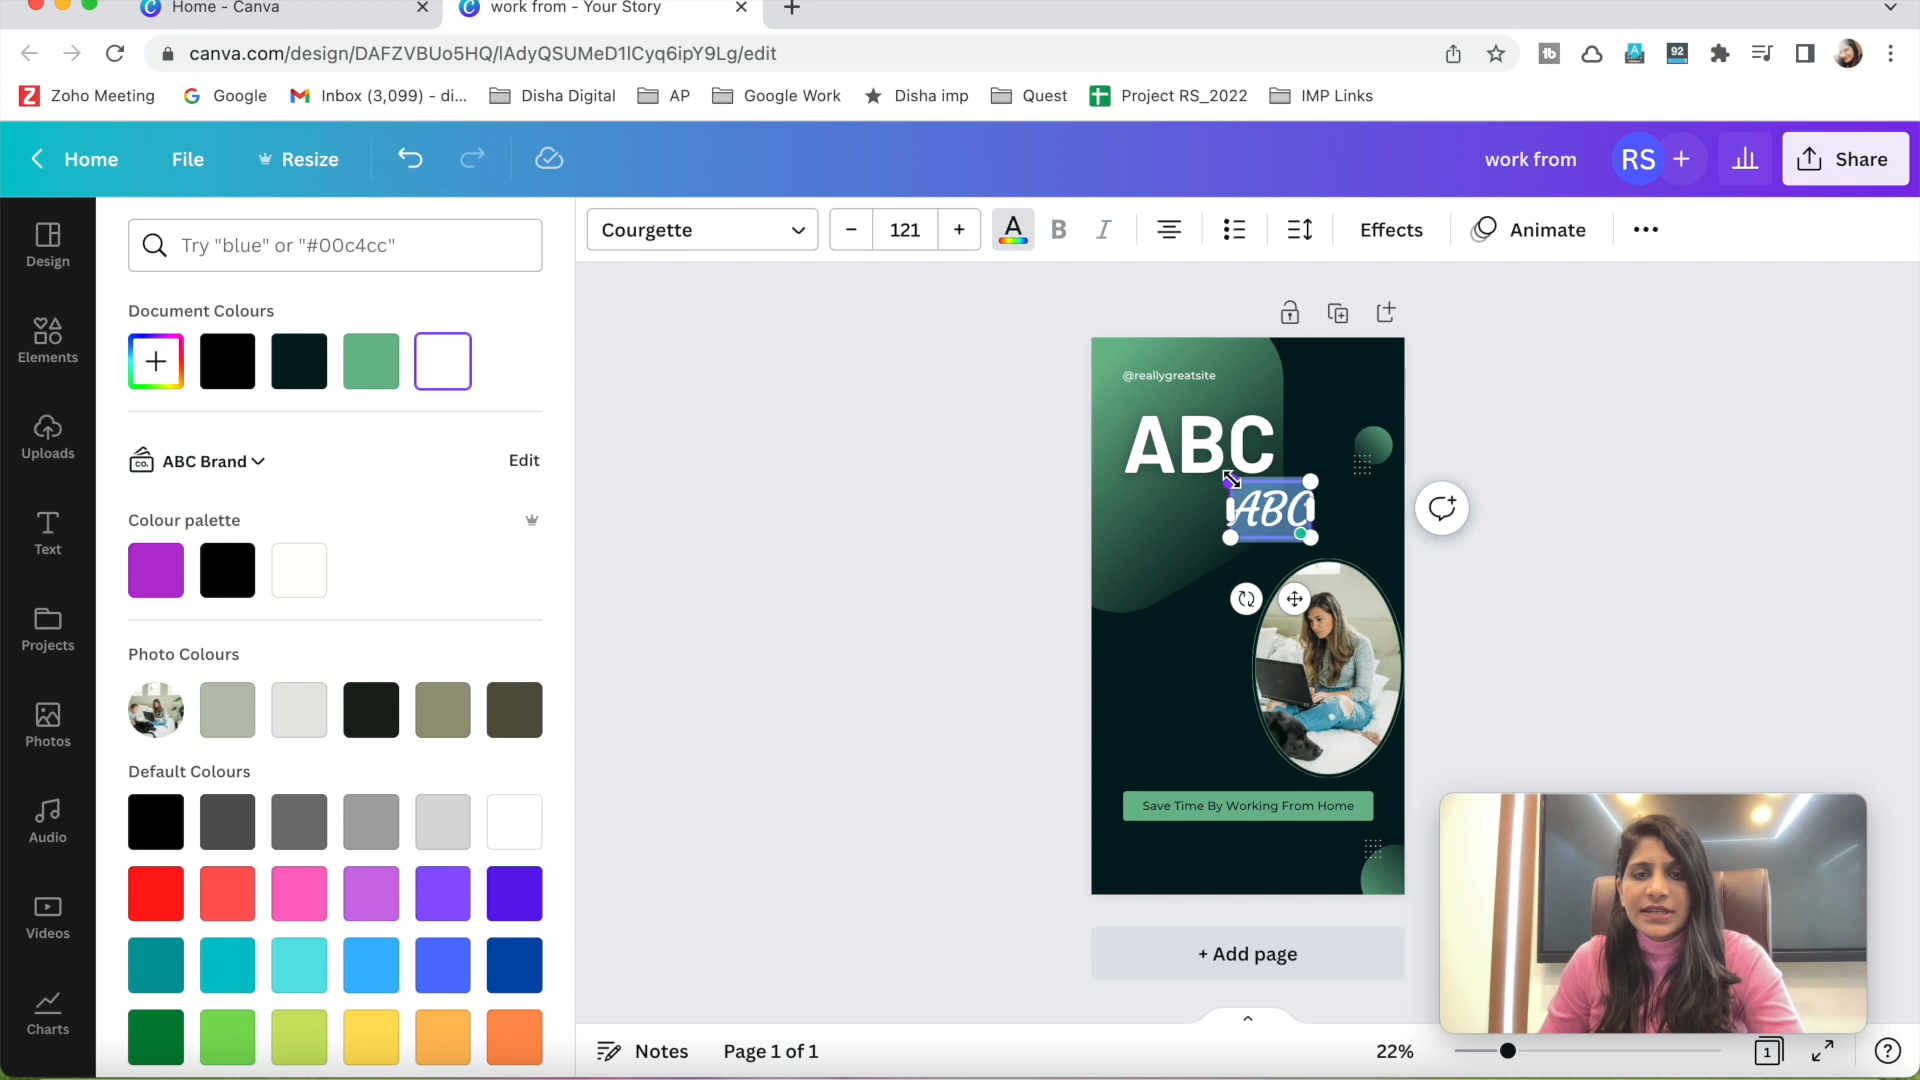 Home - Canva
work from - Your Story
canva.com/design/DAFZVBUo5HQ/lAdyQSUMeD1lCyq6ipY9Lg/edit
92
Zoho Meeting
Google
Inbox (3,099) - di...
Disha Digital
AP
Google Work
Disha imp
Quest
Project RS_2022
IMP Links
Home
File
Resize
work from
RS
Share
Design
Elements
Uploads
Text
Projects
Photos
Audio
Videos
Charts
Try "blue" or "#00c4cc"
Document Colours
CO.
ABC Brand
Edit
Colour palette
Photo Colours
Default Colours
Courgette
121
A
B
I
Effects
Animate
@reallygreatsite
ABC
ABC
Save Time By Working From Home
+ Add page
Notes
Page 1 of 1
22%
1